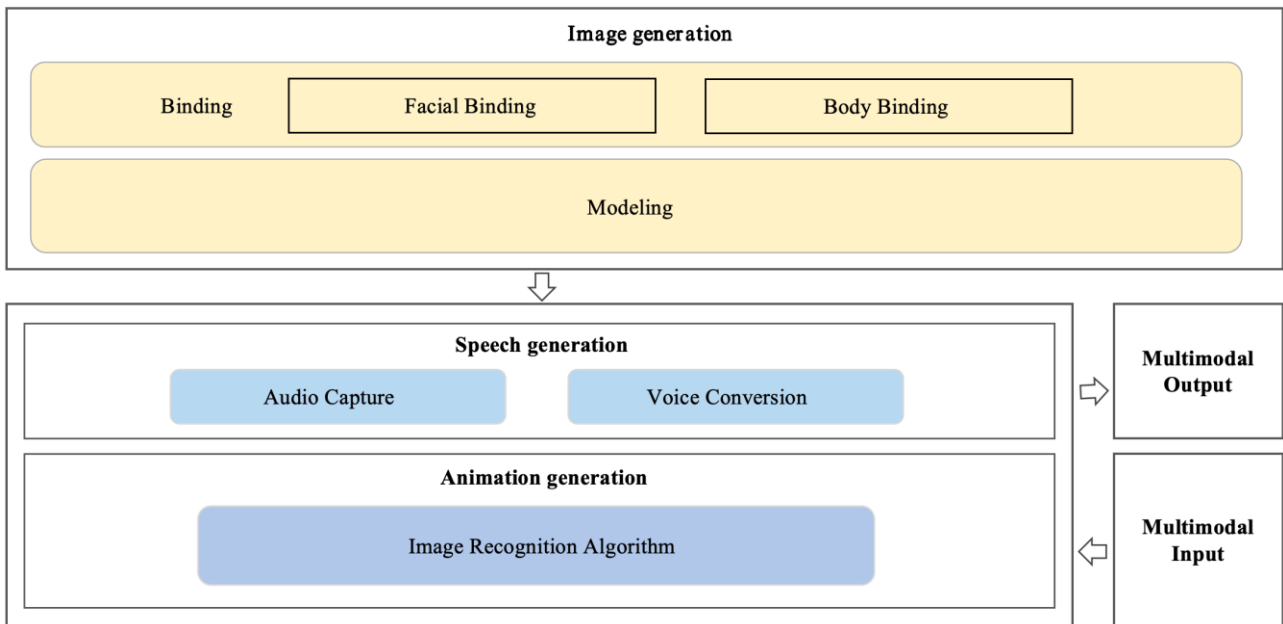 Image generation
Binding
Facial Binding
Body Binding
Modeling
Speech generation
Audio Capture
Voice Conversion
Multimodal
Output
Animation generation
Image Recognition Algorithm
Multimodal
Input